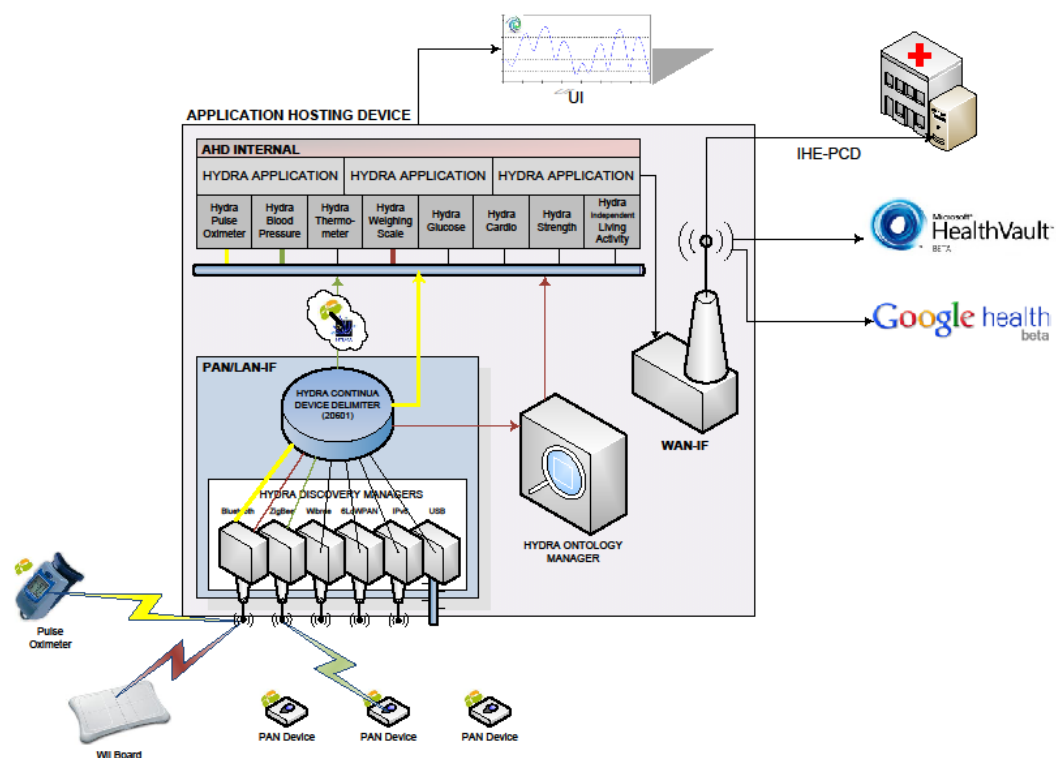 UI
APPLICATION HOSTING DEVICE
IHE-PCD
AHD INTERNAL
HYDRA APPLICATION
HYDRA APPLICATION
HYDRA APPLICATION
Hydra
Pulse
Oximeter
Hydra
Blood
Pressure
Hydra
Thermo-
meter
Hydra
Weighing
Scale
Hydra
Glucose
Hydra
Cardio
Hydra
Strength
Hydra
Independent
Living
Activity
Microsoft®
HealthVault™
BETA
Google health
beta
PAN/LAN-IF
HYDRA CONTINUA
DEVICE DELIMITER
(20601)
WAN-IF
HYDRA DISCOVERY MANAGERS
Bluetooth
ZigBee
Wibree
6LoWPAN
IPv6
USB
HYDRA ONTOLOGY
MANAGER
Pulse
Oximeter
Wii Board
PAN Device
PAN Device
PAN Device